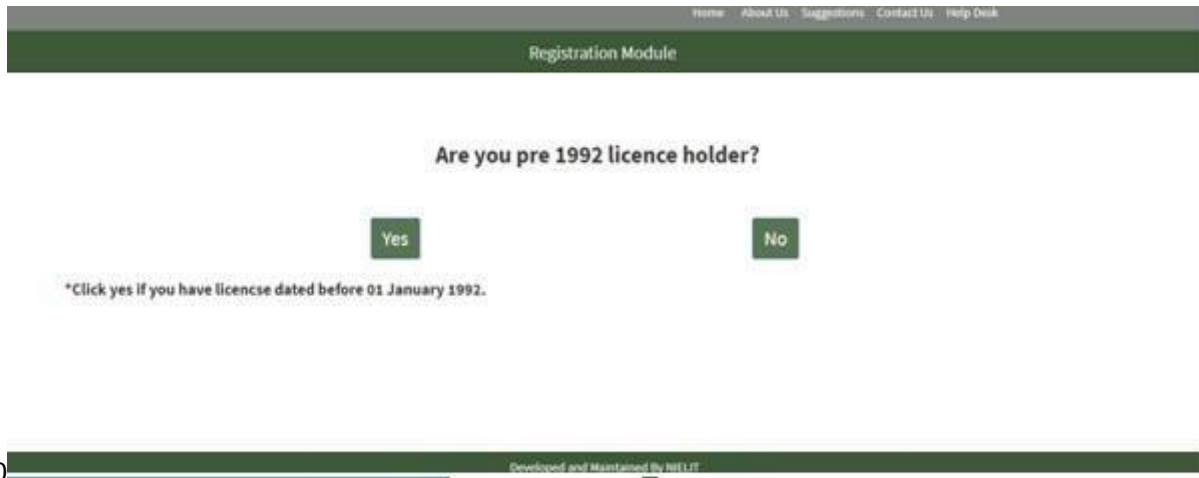 Home About Us Suggestions Contact Us Help Desk
Registration Module
Are you pre 1992 licence holder?
Yes No
*Click yes if you have licencse dated before 01 January 1992.
Developed and Maintained By NIELIT